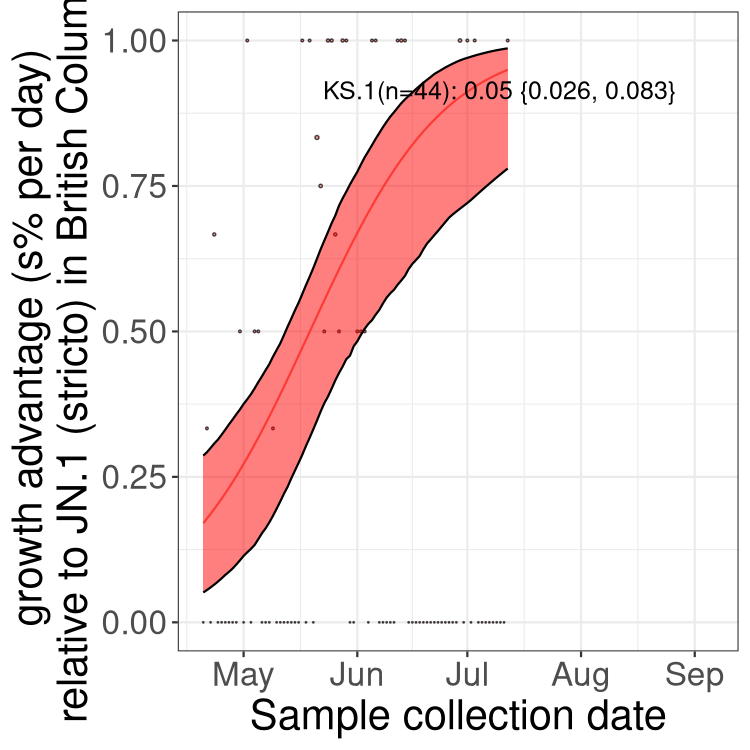 growth advantage (s% per day)
relative to JN.1 (stricto) in British Colum
1.00
0.75
0.50
0.25
0.00
KS.1(n=44): 0.05 {0.026, 0.083}
May Jun Jul Aug Sep
Sample collection date